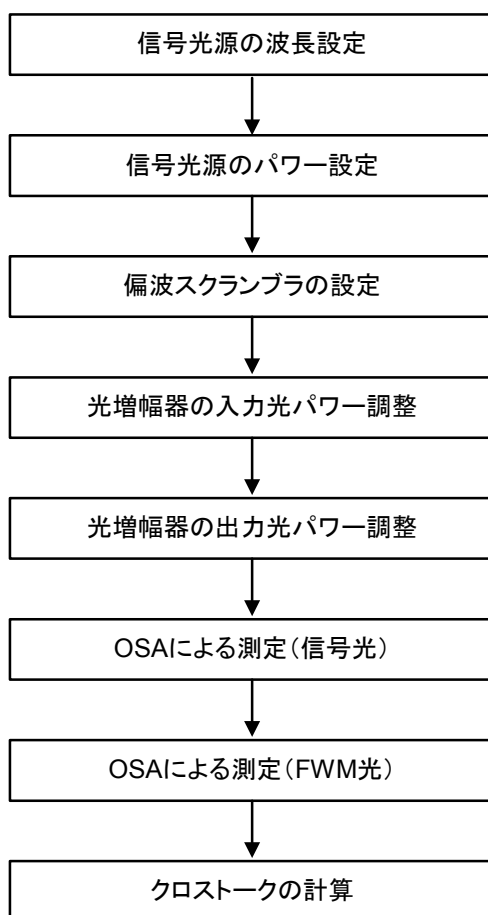 信号光源の波長設定
信号光源のパワー設定
偏波スクランブラの設定
光増幅器の入力光パワー調整
光増幅器の出力光パワー調整
OSAによる測定(信号光)
OSAによる測定(FWM光)
クロストークの計算